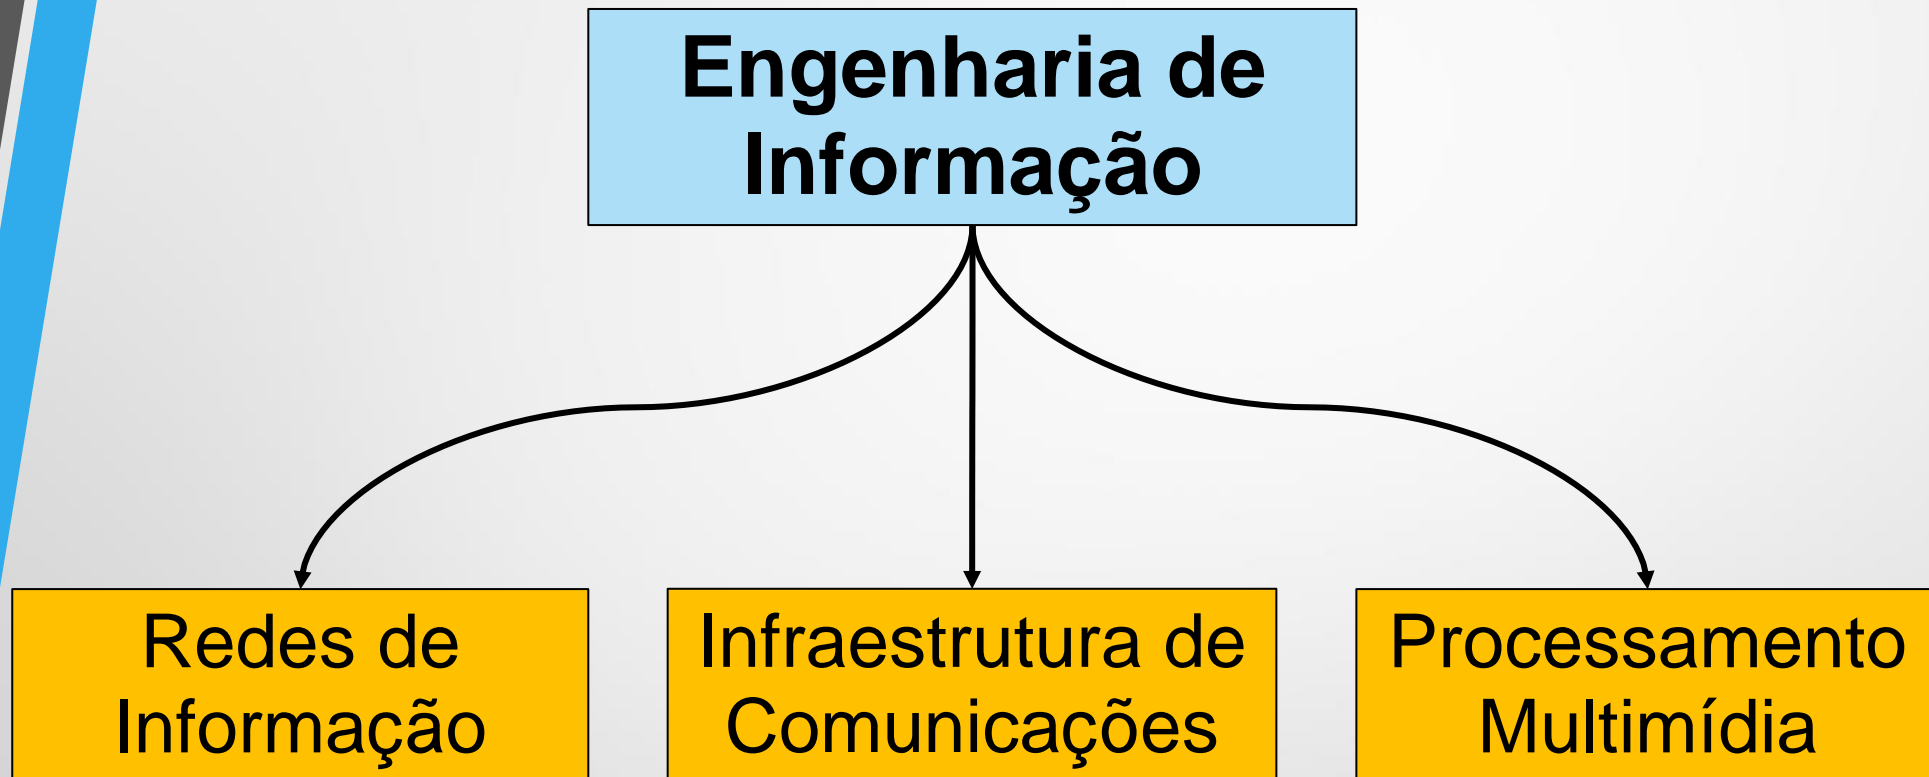 Engenharia de
Informação
Redes de
Informação
Infraestrutura de
Comunicações
Processamento
Multimídia